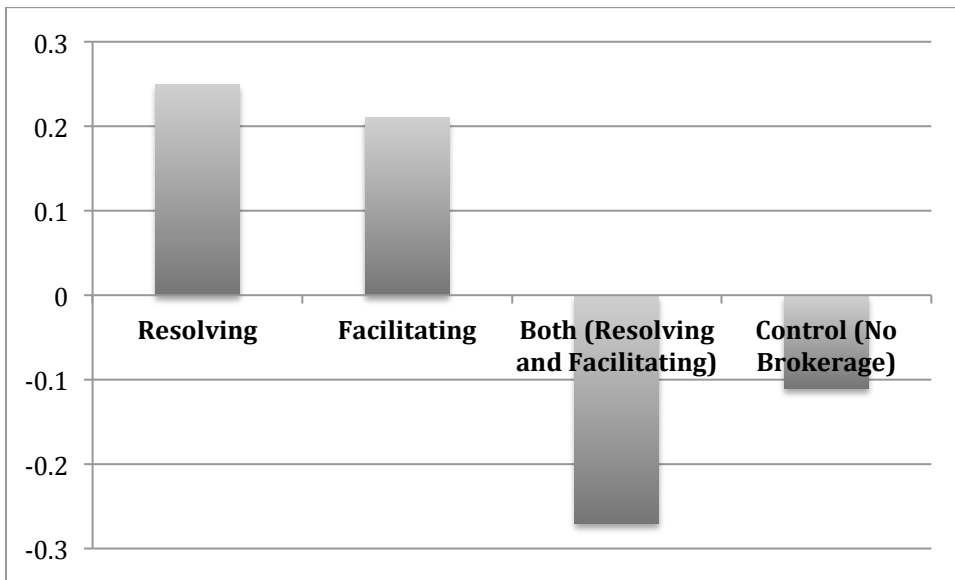 0.3
0.2
0.1
0
-0.1
-0.2
-0.3
Resolving
Facilitating
Both (Resolving
and Facilitating)
Control (No
Brokerage)